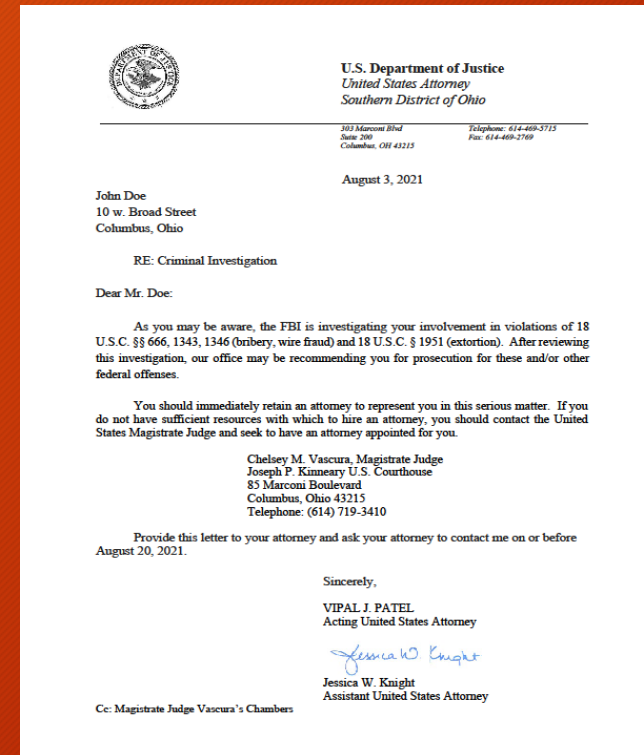 U.S. Department of Justice
United States Attorney
Southern District of Ohio
303 Marconi Blvd
Suite 200
Columbus, OH 43215
Telephone: 614-469-5715
Fax: 614-469-2769
August 3, 2021
John Doe
10 w. Broad Street
Columbus, Ohio
RE: Criminal Investigation
Dear Mr. Doe:
As you may be aware, the FBI is investigating your involvement in violations of 18
U.S.C. §§ 666, 1343, 1346 (bribery, wire fraud) and 18 U.S.C. § 1951 (extortion). After reviewing
this investigation, our office may be recommending you for prosecution for these and/or other
federal offenses.
You should immediately retain an attorney to represent you in this serious matter. If you
do not have sufficient resources with which to hire an attorney, you should contact the United
States Magistrate Judge and seek to have an attorney appointed for you.
Chelsey M. Vascura, Magistrate Judge
Joseph P. Kinneary U.S. Courthouse
85 Marconi Boulevard
Columbus, Ohio 43215
Telephone: (614) 719-3410
Provide this letter to your attorney and ask your attorney to contact me on or before
August 20, 2021.
Sincerely,
VIPAL J. PATEL
Acting United States Attorney
Jessica W. Knight
Jessica W. Knight
Assistant United States Attorney
Cc: Magistrate Judge Vascura's Chambers